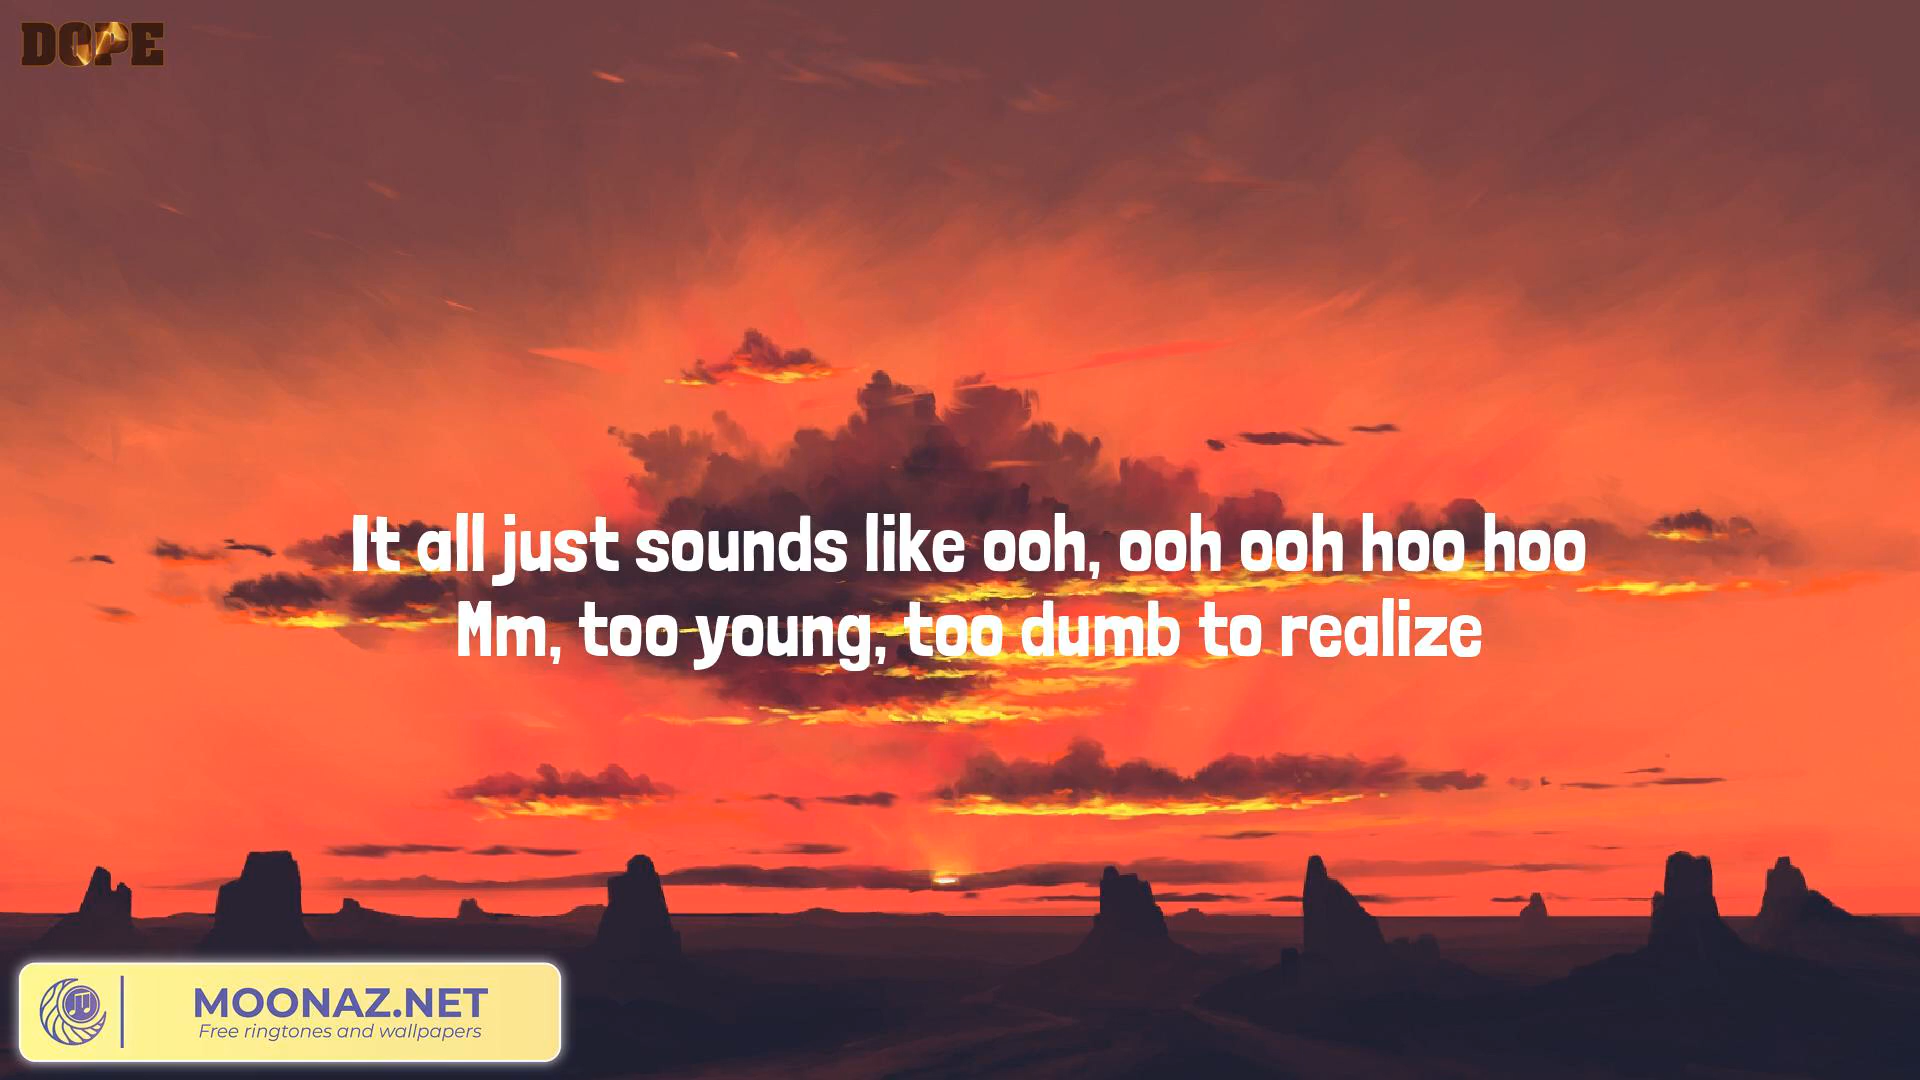 DOPE
It all just sounds like ooh, ooh ooh hoo hoo
Mm, too young, too dumb to realize
MOONAZ.NET
Free ringtones and wallpapers